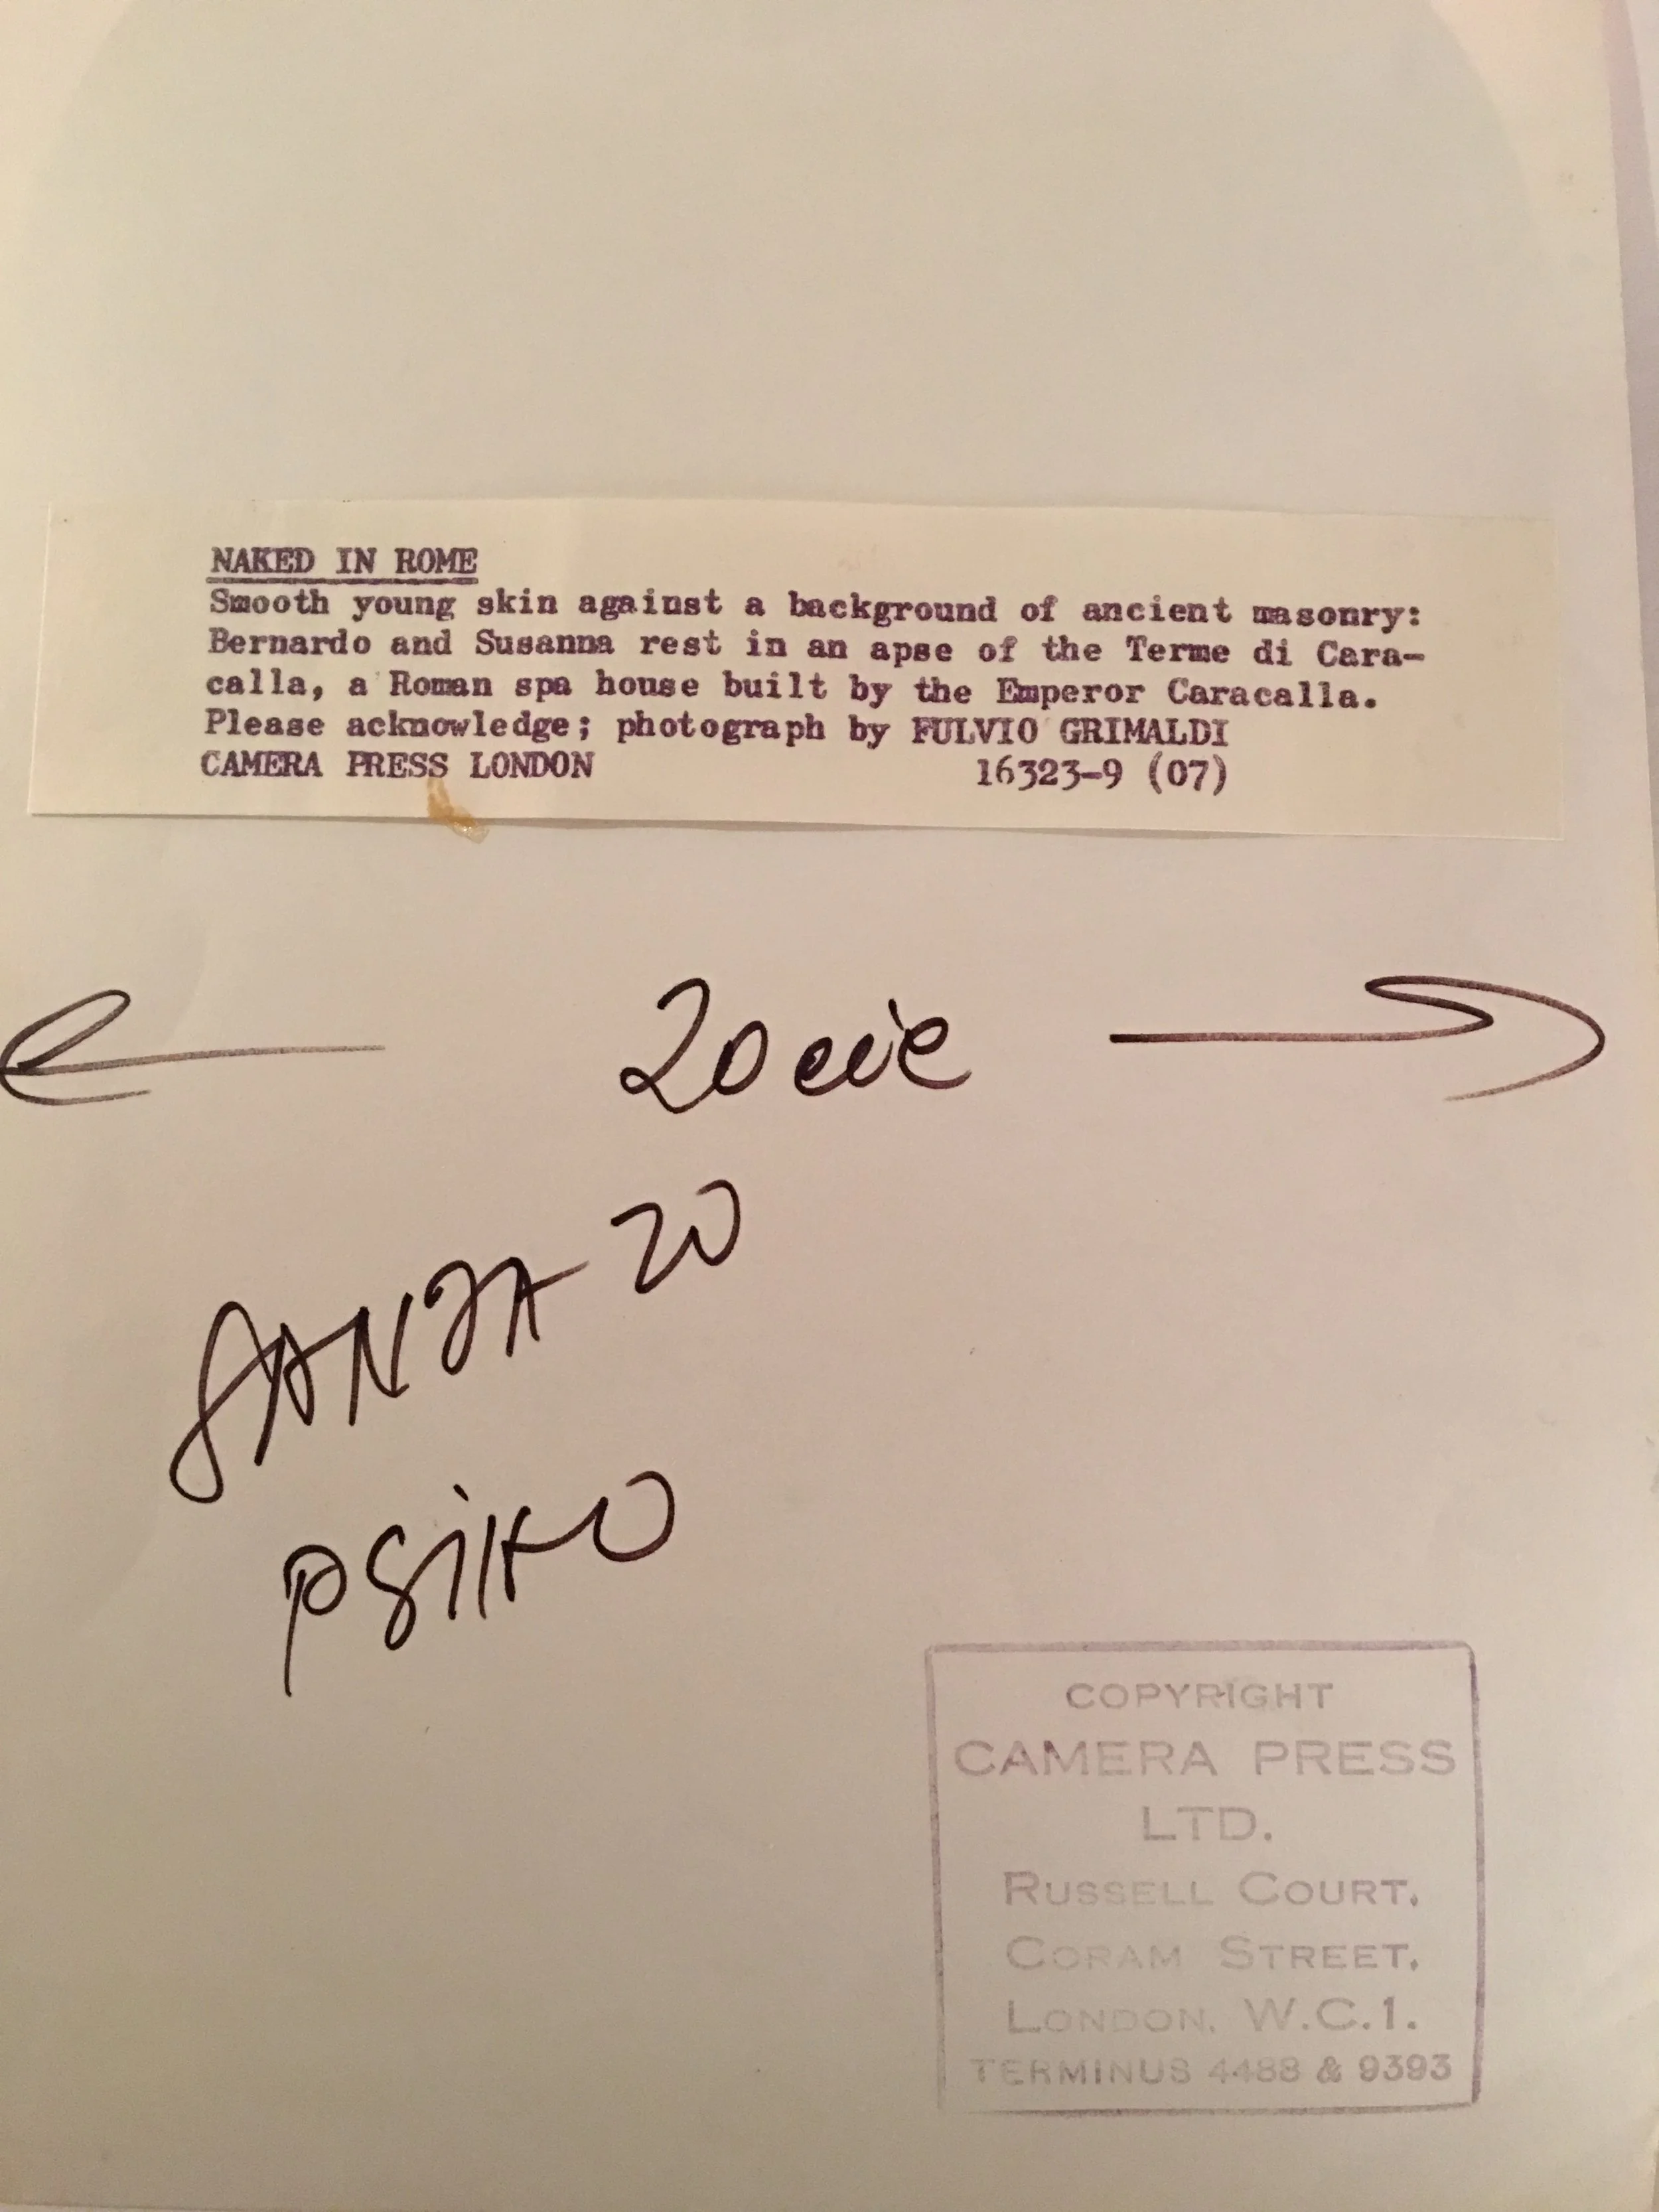 NAKED IN ROME
Smooth young skin against a background of ancient masonry:
Bernardo and Susanna rest in an apse of the Terme di Cara-
calla, a Roman spa house built by the Emperor Caracalla.
Please acknowledge; photograph by FULVIO GRIMALDI
CAMERA PRESS LONDON 16323-9 (07)
20
20
COPYRIGHT
CAMERA PRESS
LTD.
RUSSELL COURT,
CORAM STREET,
LONDON, W.C.1.
TERMINUS 4488 & 9393